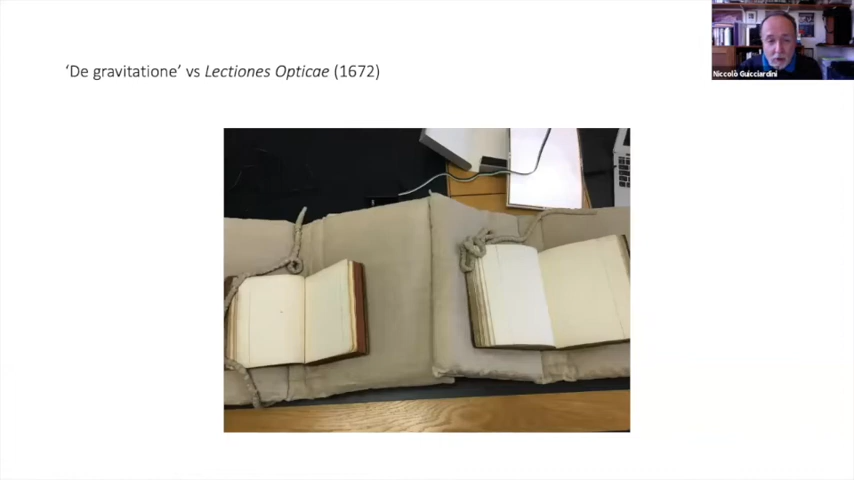 'De gravitatione' vs Lectiones Opticae (1672)
Niccolò Guicciardini